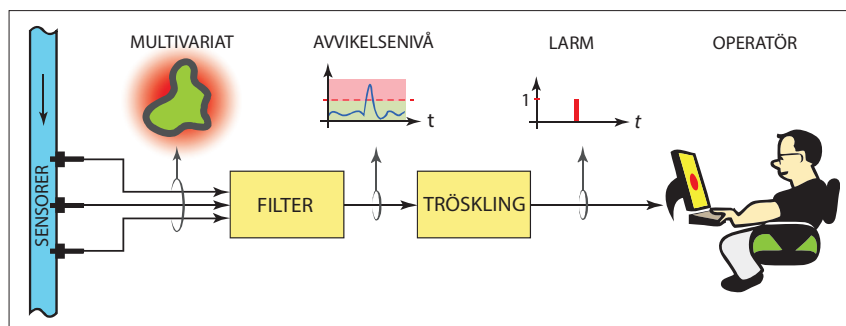 MULTIVARIAT
AVVIKELSENIVÅ
LARM
OPERATÖR
t
1
t
SENSORER
FILTER
TRÖSKLING